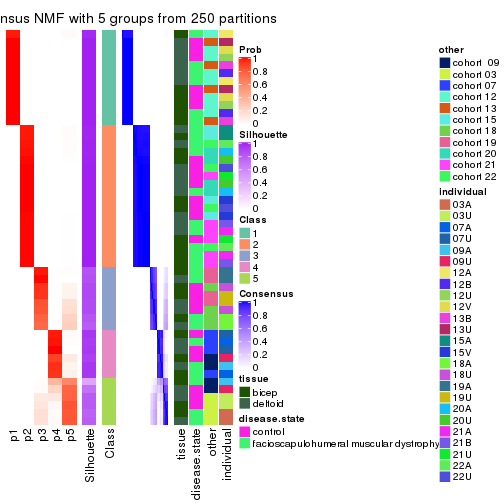 nsus NMF with 5 groups from 250 partitions
p1
p2
p3
p4
p5
Silhouette
Class
tissue
disease.state
other
individual
Prob
1
0.8
0.6
0.4
0.2
0
Silhouette
1
0.8
0.6
0.4
0.2
0
Class
1
2
3
4
5
Consensus
1
0.8
0.6
0.4
0.2
0
tissue
bicep
deltoid
disease.state
control
facioscapulohumeral muscular dystrophy
other
cohort 09
cohort 03
cohort 07
cohort 12
cohort 13
cohort 15
cohort 18
cohort 19
cohort 20
cohort 21
cohort 22
individual
03A
03U
07A
07U
09A
09U
12A
12B
12U
12V
13B
13U
15A
15V
18A
18U
19A
19U
20A
20U
21A
21B
21U
22A
22U